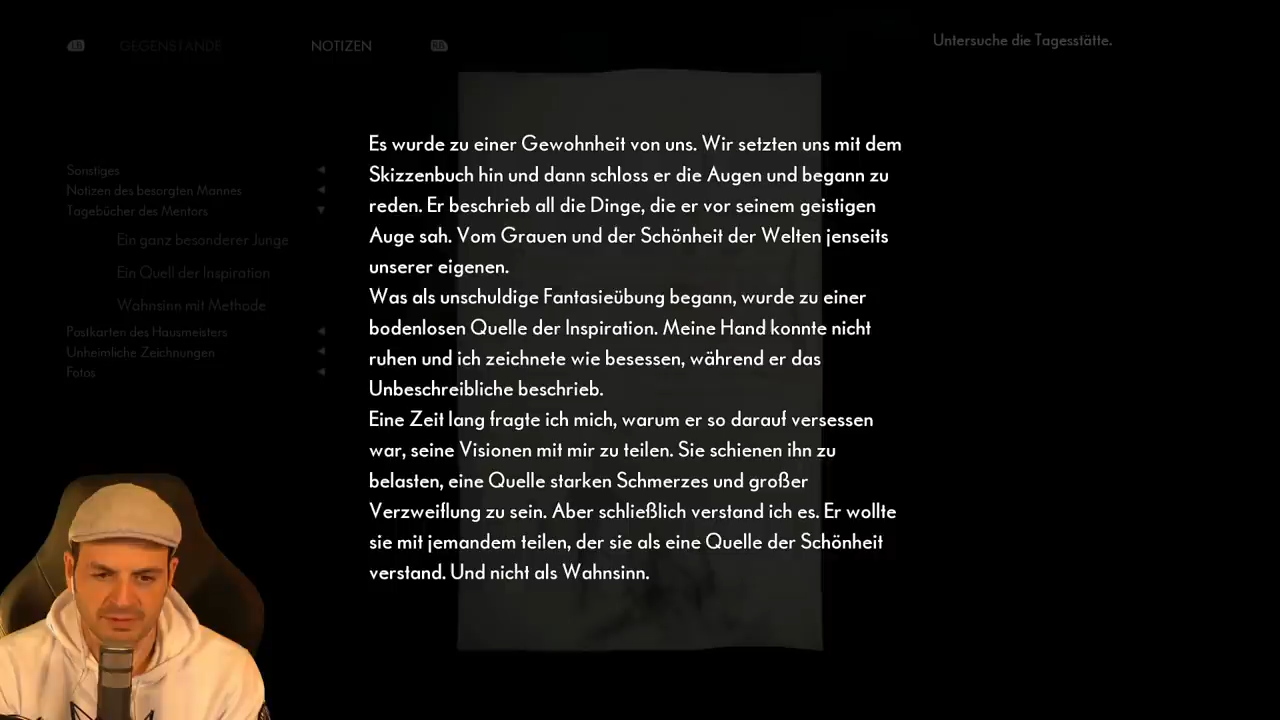 LB GEGENSTÄNDE NOTIZEN RB
Untersuche die Tagesstätte.
Sonstiges
Notizen des besorgten Mannes
Tagebücher des Mentors
Ein ganz besonderer Junge
Ein Quell der Inspiration
Wahnsinn mit Methode
Postkarten des Hausmeisters
Unheimliche Zeichnungen
Fotos
Es wurde zu einer Gewohnheit von uns. Wir setzten uns mit dem
Skizzenbuch hin und dann schloss er die Augen und begann zu
reden. Er beschrieb all die Dinge, die er vor seinem geistigen
Auge sah. Vom Grauen und der Schönheit der Welten jenseits
unserer eigenen.
Was als unschuldige Fantasieübung begann, wurde zu einer
bodenlosen Quelle der Inspiration. Meine Hand konnte nicht
ruhen und ich zeichnete wie besessen, während er das
Unbeschreibliche beschrieb.
Eine Zeit lang fragte ich mich, warum er so darauf versessen
war, seine Visionen mit mir zu teilen. Sie schienen ihn zu
belasten, eine Quelle starken Schmerzes und großer
Verzweiflung zu sein. Aber schließlich verstand ich es. Er wollte
sie mit jemandem teilen, der sie als eine Quelle der Schönheit
verstand. Und nicht als Wahnsinn.